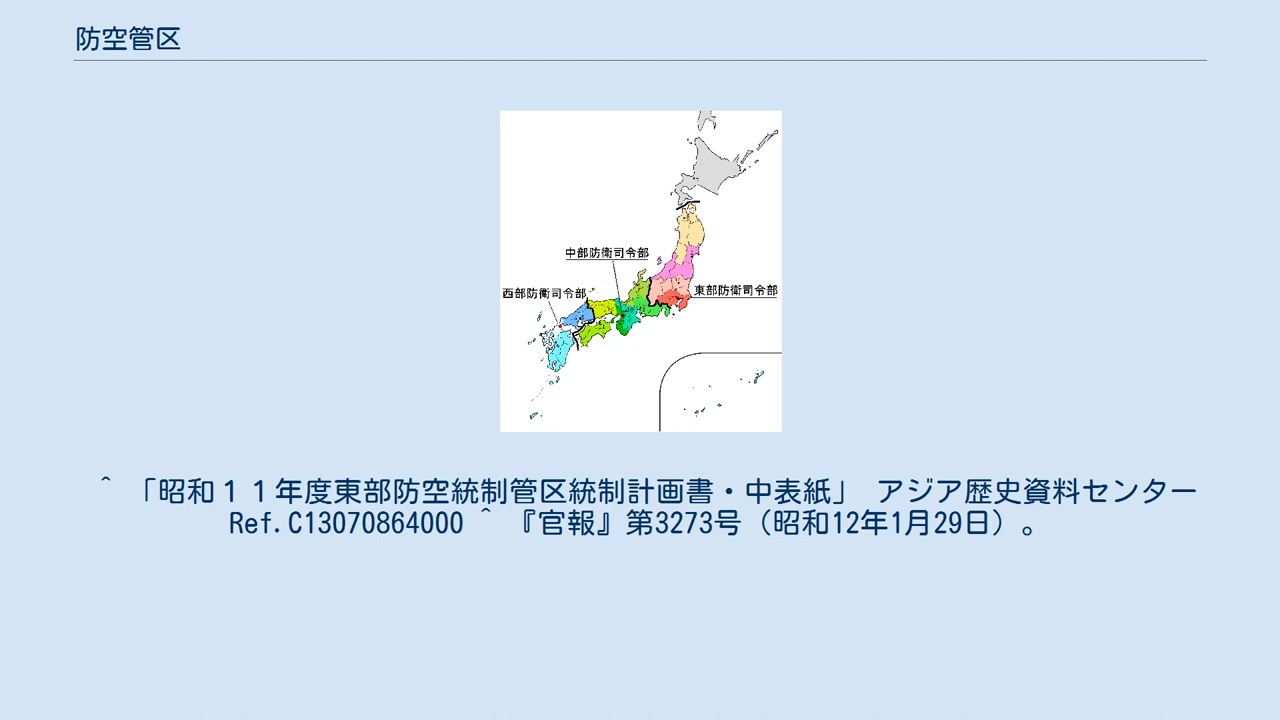 防空管区
中部防衛司令部
西部防衛司令部
東部防衛司令部
^ 「昭和１１年度東部防空統制管区統制計画書・中表紙」 アジア歴史資料センター
Ref.C13070864000 ^ 『官報』第3273号（昭和12年1月29日）。